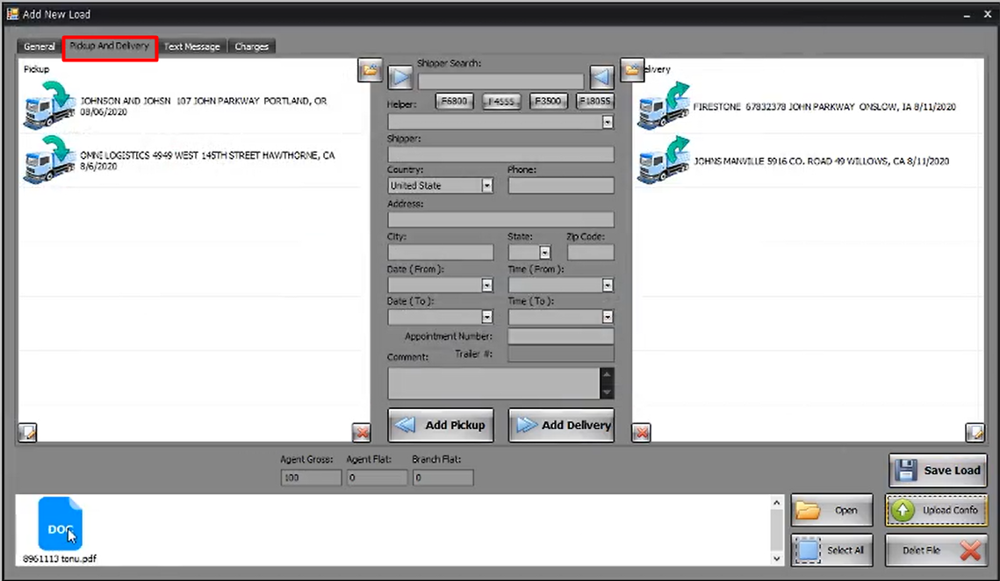 Add New Load
General
Pickup And Delivery
Text Message
Charges
Pickup
JOHNSON AND JOHSN 107 JOHN PARKWAY PORTLAND, OR
08/06/2020
OMNI LOGISTICS 4949 WEST 145TH STREET HAWTHORNE, CA
8/6/2020
Shipper Search:
Helper:
F6800
F4555
F3500
F18055
Shipper:
Country:
Phone:
United State
Address:
City:
State:
Zip Code:
Date ( From ):
Time ( From ):
Date ( To ):
Time ( To ):
Appointment Number:
Trailer #:
Comment:
Add Pickup
Add Delivery
elivery
FIRESTONE 67832378 JOHN PARKWAY ONSLOW, IA 8/11/2020
JOHNS MANVILLE 5916 CO. ROAD 49 WILLOWS, CA 8/11/2020
Agent Gross:
Agent Flat:
Branch Flat:
100
0
0
Save Load
DOC
8961113 tonu.pdf
Open
Upload Confo
Select All
Delet File